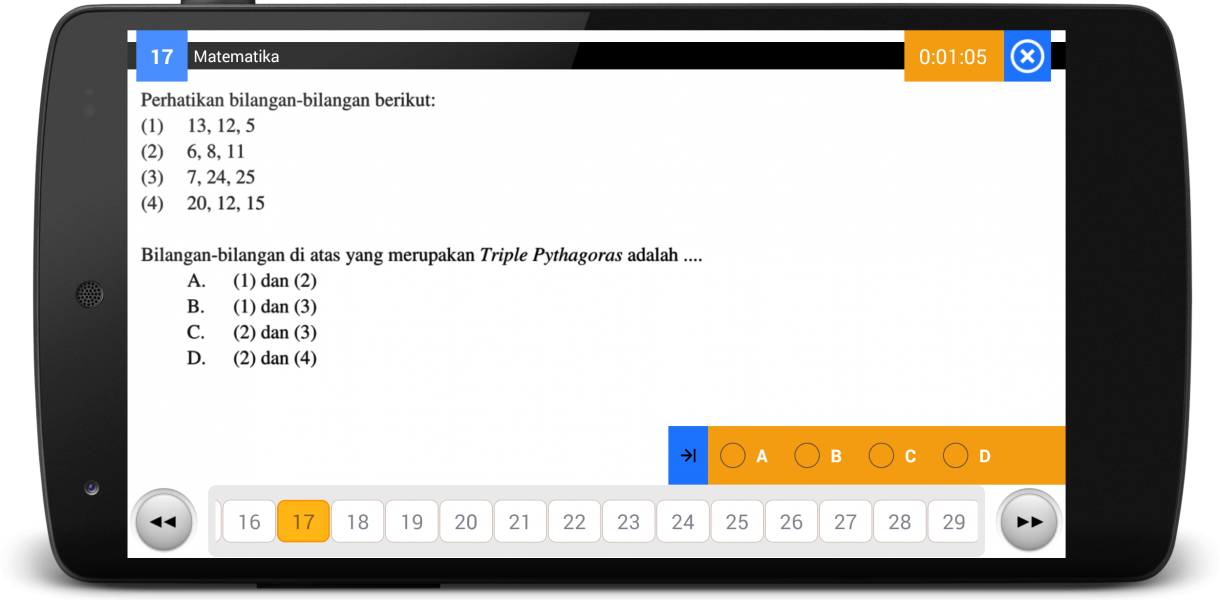 17 Matematika 0:01:05
Perhatikan bilangan-bilangan berikut:
(1) 13, 12, 5
(2) 6, 8, 11
(3) 7, 24, 25
(4) 20, 12, 15
Bilangan-bilangan di atas yang merupakan Triple Pythagoras adalah ....
A. (1) dan (2)
B. (1) dan (3)
C. (2) dan (3)
D. (2) dan (4)
A B C D
16 17 18 19 20 21 22 23 24 25 26 27 28 29